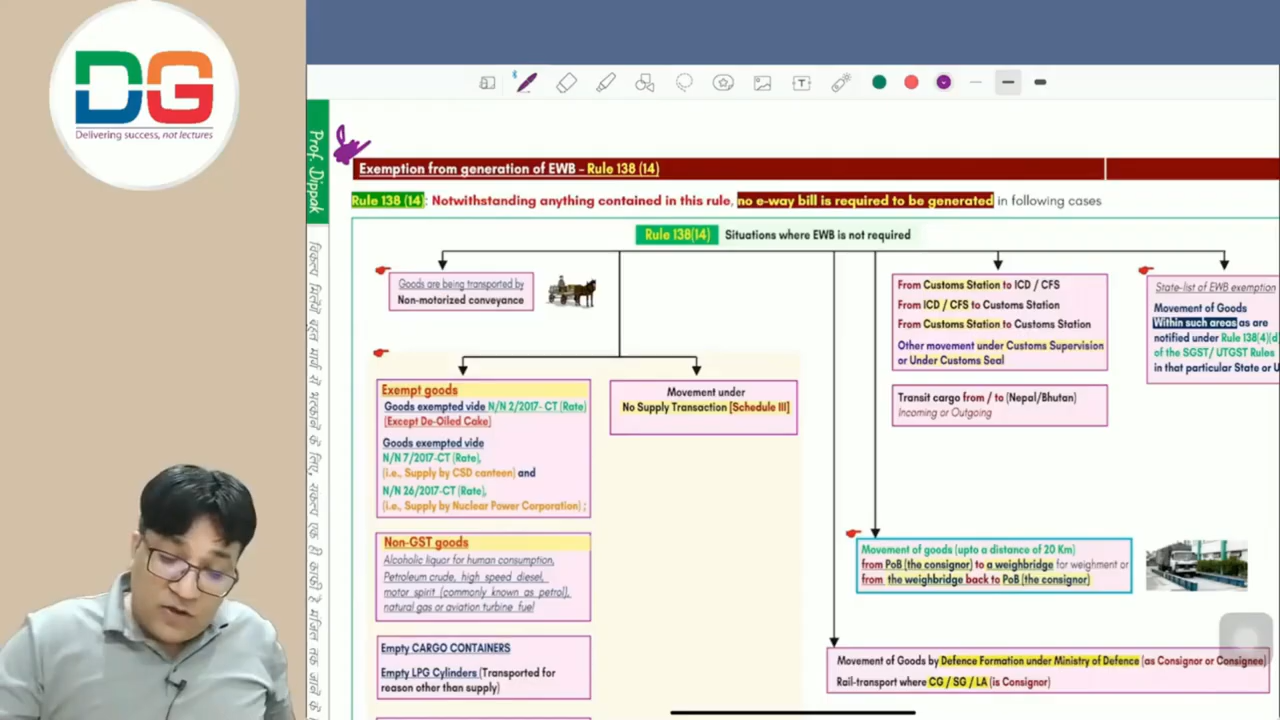 DG
Delivering success, not lectures
Prof. Dippak
Exemption from generation of EWB – Rule 138 (14)
Rule 138 (14): Notwithstanding anything contained in this rule, no e-way bill is required to be generated in following cases
Rule 138(14) Situations where EWB is not required
Goods are being transported by
Non-motorized conveyance
Exempt goods
Goods exempted vide N/N 2/2017- CT (Rate)
[Except De-Oiled Cake]
Goods exempted vide
N/N 7/2017-CT (Rate),
(i.e., Supply by CSD canteen) and
N/N 26/2017-CT (Rate),
(i.e., Supply by Nuclear Power Corporation) ;
Non-GST goods
Alcoholic liquor for human consumption,
Petroleum crude, high speed diesel,
motor spirit (commonly known as petrol),
natural gas or aviation turbine fuel
Empty CARGO CONTAINERS
Empty LPG Cylinders (Transported for
reason other than supply)
Movement under
No Supply Transaction [Schedule III]
From Customs Station to ICD / CFS
From ICD / CFS to Customs Station
From Customs Station to Customs Station
Other movement under Customs Supervision
or Under Customs Seal
Transit cargo from / to (Nepal/Bhutan)
Incoming or Outgoing
State-list of EWB exemption
Movement of Goods
Within such areas as are
notified under Rule 138(4)(d
of the SGST/ UTGST Rules
in that particular State or U
Movement of goods (upto a distance of 20 Km)
from PoB (the consignor) to a weighbridge for weighment or
from the weighbridge back to PoB (the consignor)
Movement of Goods by Defence Formation under Ministry of Defence (as Consignor or Consignee)
Rail-transport where CG / SG / LA (is Consignor)